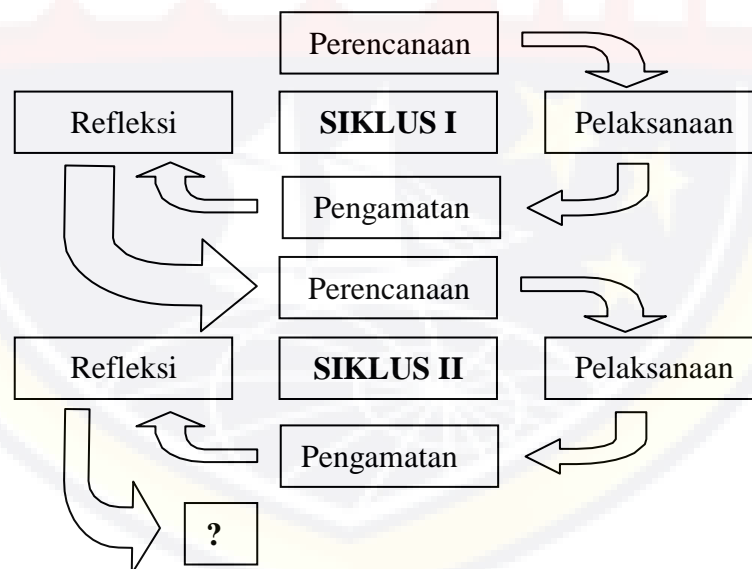 Perencanaan
Refleksi
SIKLUS I
Pelaksanaan
Pengamatan
Perencanaan
Refleksi
SIKLUS II
Pelaksanaan
Pengamatan
?